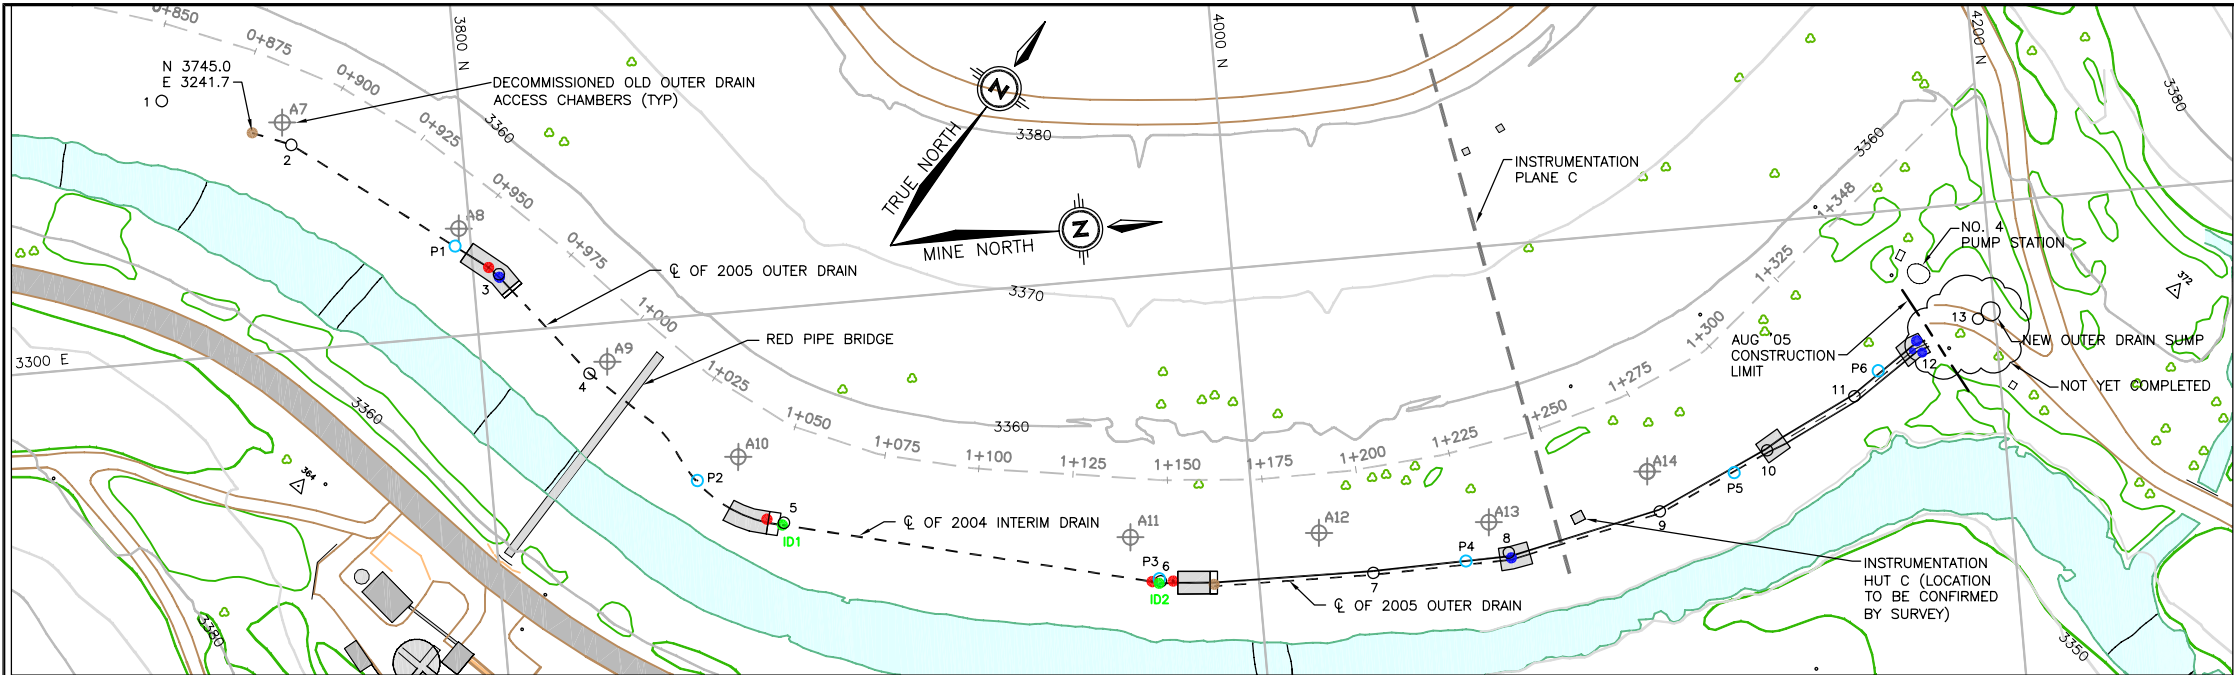 0+850
0+875
0+900
0+925
0+950
0+975
1+000
1+025
1+050
1+075
1+100
1+125
1+150
1+175
1+200
1+225
1+250
1+275
1+300
1+325
1+348
3800 N
4000 N
4200 N
3300 E
N 3745.0
E 3241.7
1
A7
2
DECOMMISSIONED OLD OUTER DRAIN
ACCESS CHAMBERS (TYP)
3360
3380
3360
3380
TRUE NORTH
N
MINE NORTH
N
INSTRUMENTATION
PLANE C
A8
P1
3
℄ OF 2005 OUTER DRAIN
3370
NO. 4
PUMP STATION
372
RED PIPE BRIDGE
A9
4
13
NEW OUTER DRAIN SUMP
AUG '05
CONSTRUCTION
LIMIT
12
P6
11
NOT YET COMPLETED
3360
3360
A10
P2
364
5
ID1
℄ OF 2004 INTERIM DRAIN
A11
A12
A13
A14
10
P5
9
P3
6
ID2
P4
8
7
℄ OF 2005 OUTER DRAIN
INSTRUMENTATION
HUT C (LOCATION
TO BE CONFIRMED
BY SURVEY)
3380
3350